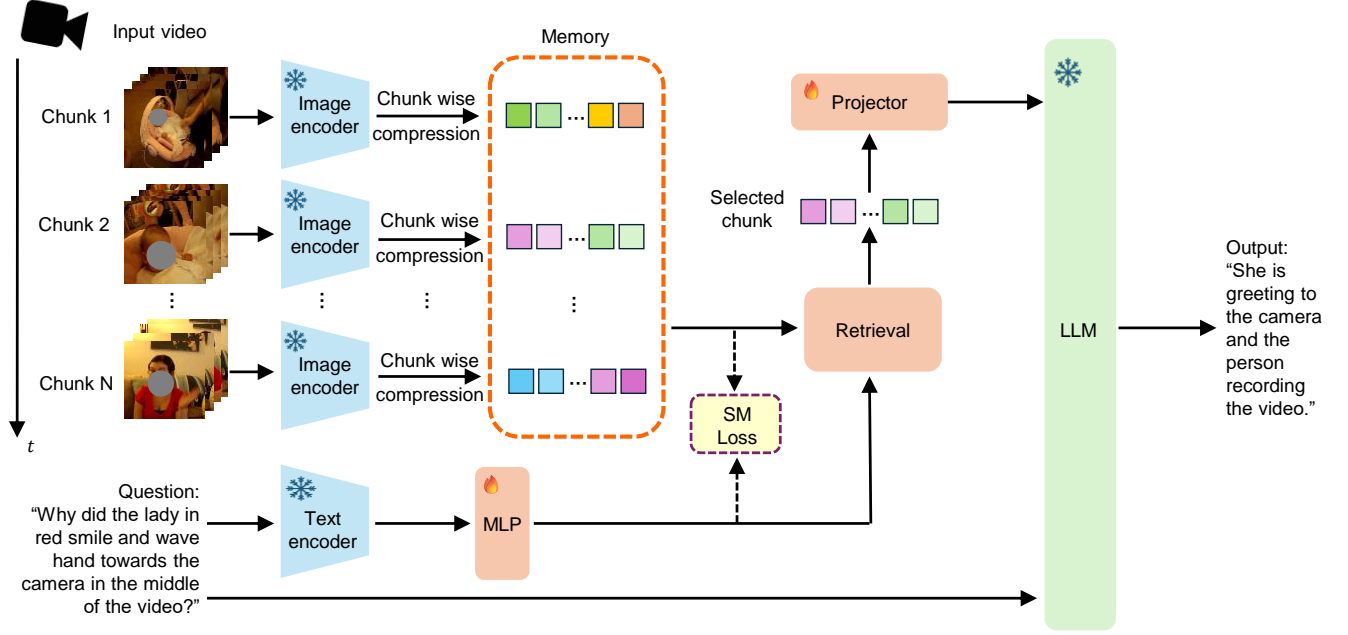 Input video
Memory
Chunk 1
Image
encoder
Chunk wise
compression
...
Projector
Chunk 2
Image
encoder
Chunk wise
compression
...
Selected
chunk
...
...
...
...
...
Chunk N
Image
encoder
Chunk wise
compression
...
Retrieval
SM
Loss
LLM
Output:
“She is
greeting to
the camera
and the
person
recording
the video.”
t
Question:
“Why did the lady in
red smile and wave
hand towards the
camera in the middle
of the video?”
Text
encoder
MLP